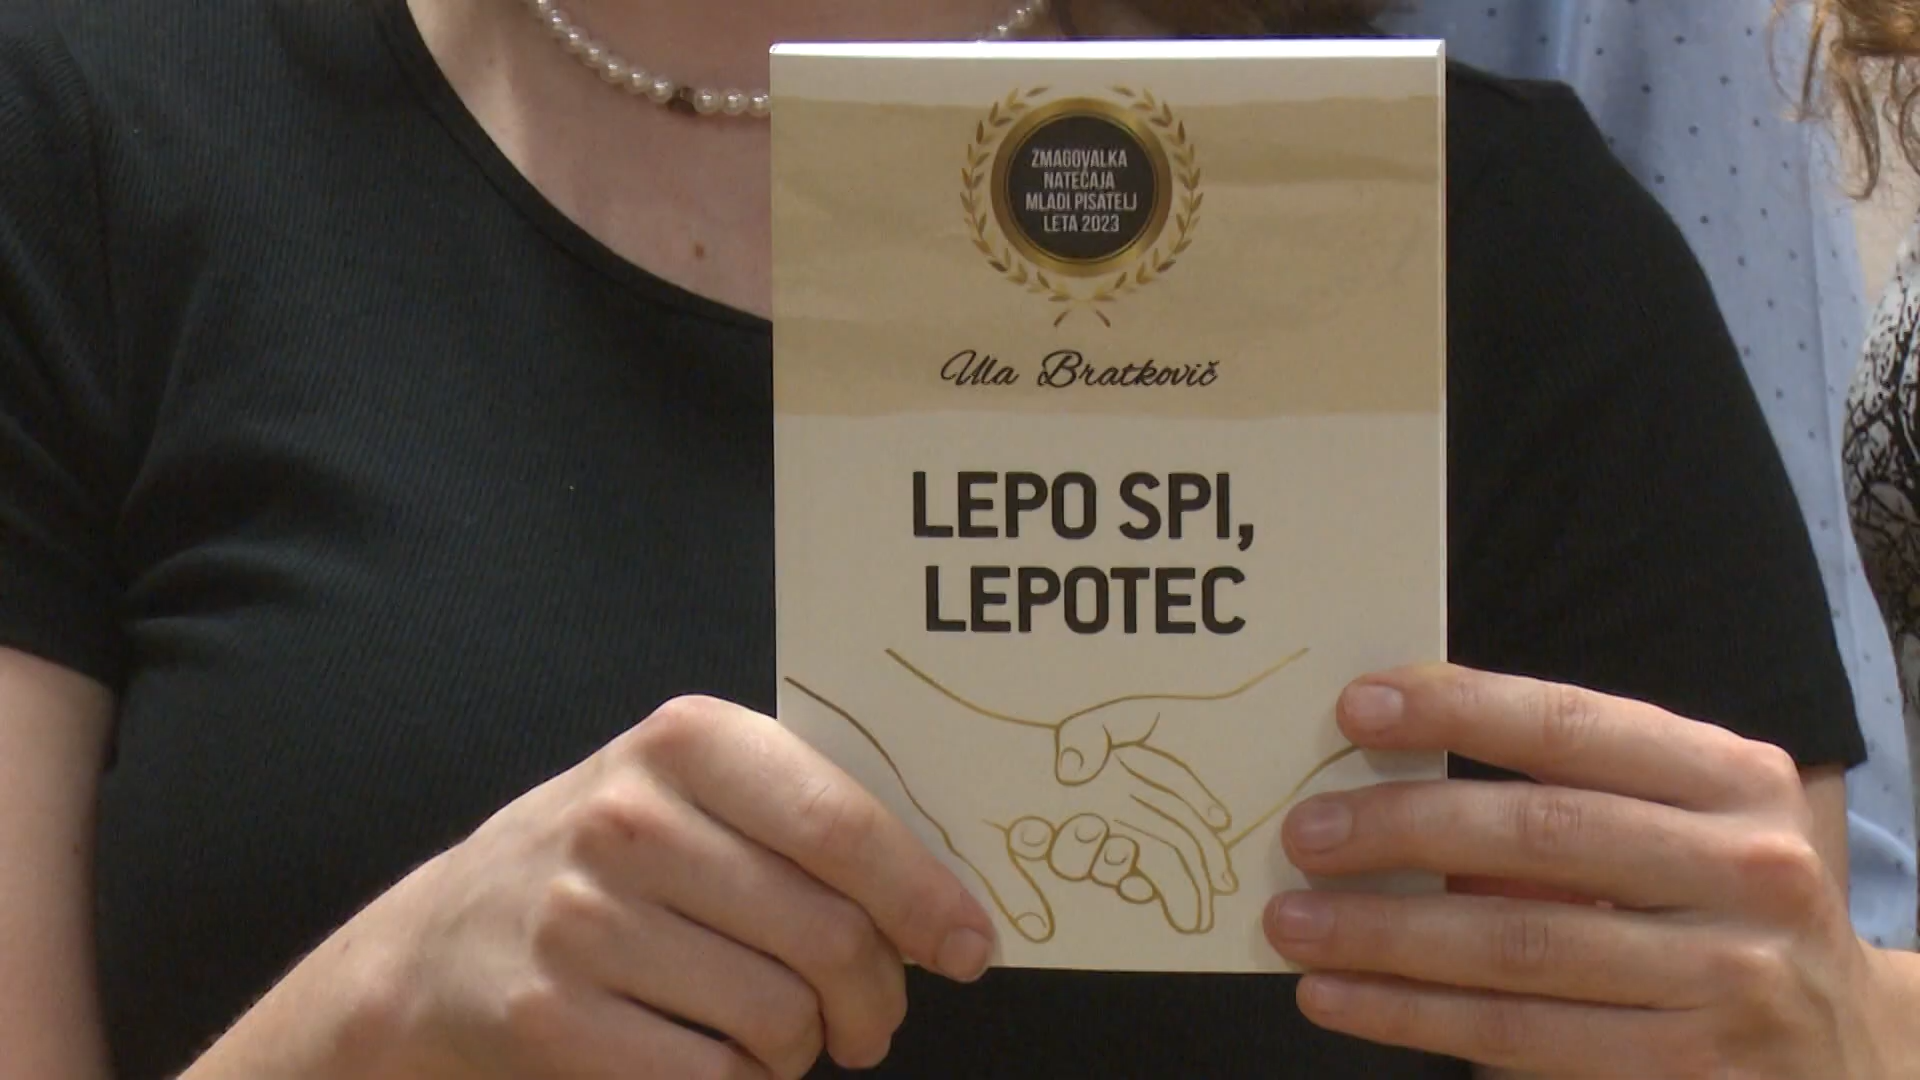 ZMAGOVALKA
NATEČAJA
MLADI PISATELJ
LETA 2023
Ula Bratkovič
LEPO SPI,
LEPOTEC